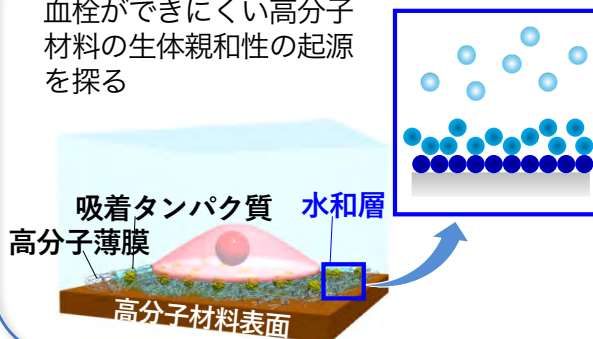 血栓ができにくい高分子
材料の生体親和性の起源
を探る
吸着タンパク質
水和層
高分子薄膜
高分子材料表面